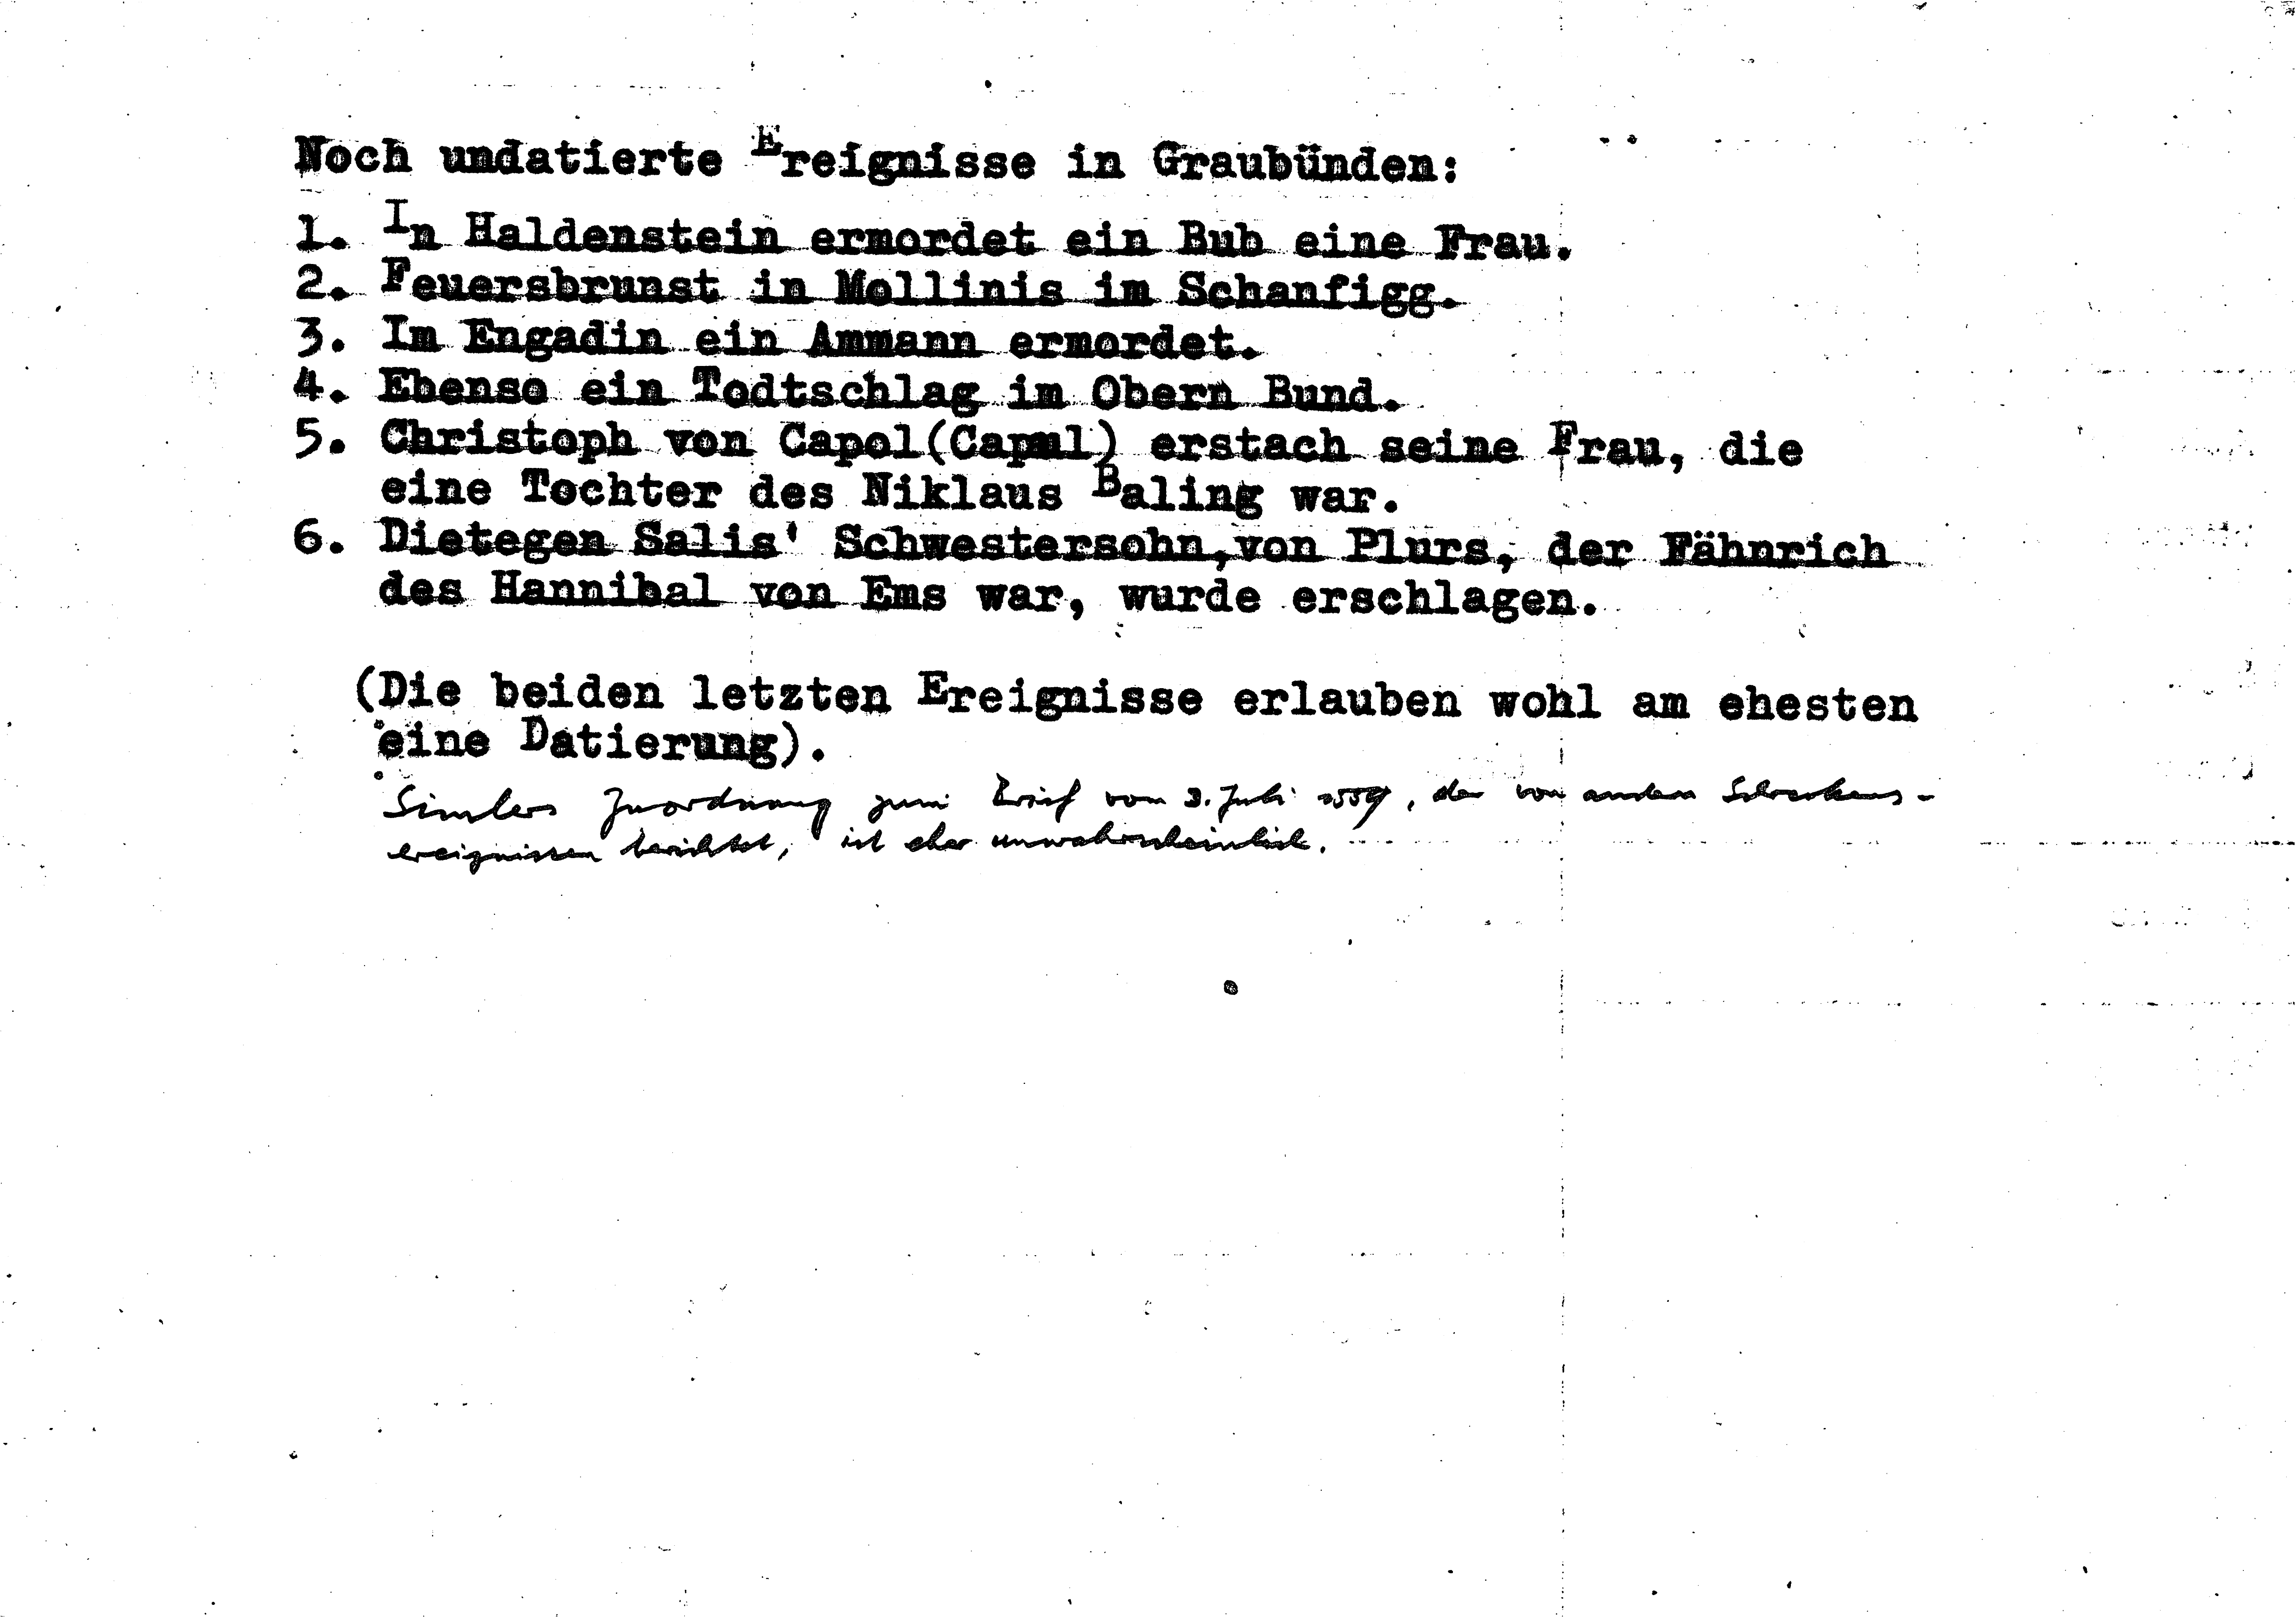 Noch undatierte Ereignisse in Graubünden:
1. In Haldenstein ermordet ein Bub eine Frau.
2. Feuersbrunst in Mollinis im Schanfigg.
3. Im Engadin ein Ammann ermordet.
4. Ebenso ein Todtschlag im Obern Bund.
5. Christoph von Capol(Capaul) erstach seine Frau, die
eine Tochter des Niklaus Baling war.
6. Dietegen Salis' Schwestersohn,von Plurs, der Fähnrich
des Hannibal von Ems war, wurde erschlagen.
(Die beiden letzten Ereignisse erlauben wohl am ehesten
eine Datierung).
Simlers Zuordnung zum Brief vom 3. Juli 1559, der von andern Schreckens-
ereignissen berichtet, ist eher unwahrscheinlich.